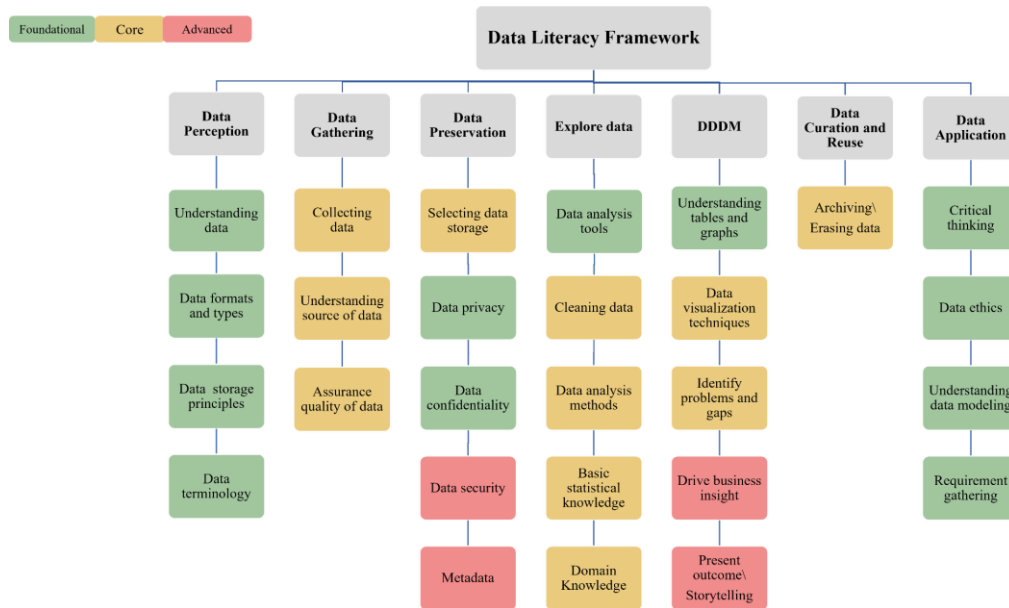 Foundational
Core
Advanced
Data Literacy Framework
Data
Perception
Data
Gathering
Data
Preservation
Explore data
DDDM
Data
Curation and
Reuse
Data
Application
Understanding
data
Collecting
data
Selecting data
storage
Data analysis
tools
Understanding
tables and
graphs
Archiving\
Erasing data
Critical
thinking
Data formats
and types
Understanding
source of data
Data privacy
Cleaning data
Data
visualization
techniques
Data ethics
Data storage
principles
Assurance
quality of data
Data
confidentiality
Data analysis
methods
Identify
problems and
gaps
Understanding
data modeling
Data
terminology
Data security
Basic
statistical
knowledge
Drive business
insight
Requirement
gathering
Metadata
Domain
Knowledge
Present
outcome\
Storytelling